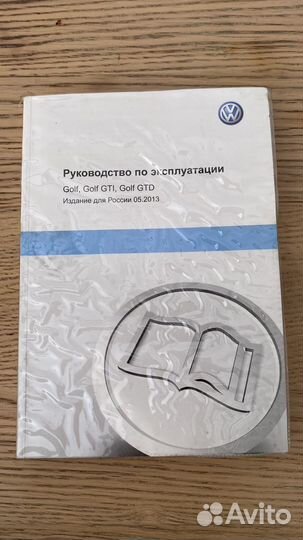 Руководство по эксплуатации
Golf, Golf GTI, Golf GTD
Издание для России 05.2013
Avito